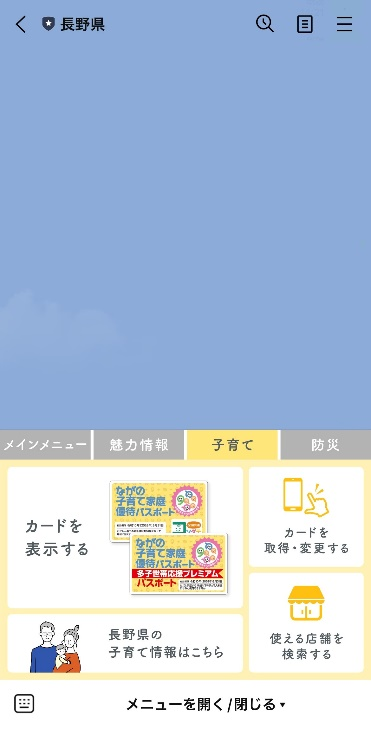 長野県
メインメニュー
魅力情報
子育て
防災
カードを
表示する
ながの
子育て家庭
優待パスポート
ながの
子育て家庭
優待パスポート
多子世帯応援プレミアム
パスポート
カードを
取得・変更する
長野県の
子育て情報はこちら
使える店舗を
検索する
メニューを開く/閉じる▾